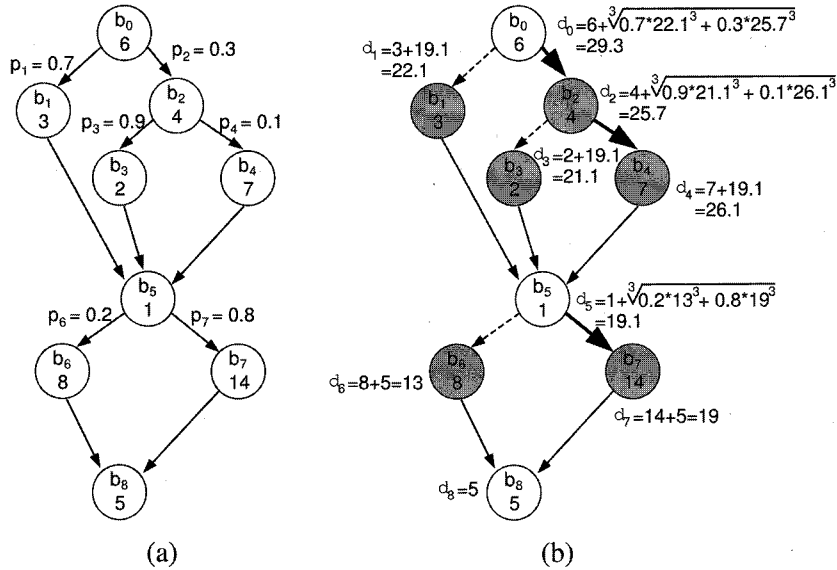 b0
6
p1 = 0.7
p2 = 0.3
b1
3
b2
4
p3 = 0.9
p4 = 0.1
b3
2
b4
7
b5
1
p6 = 0.2
p7 = 0.8
b6
8
b7
14
b8
5
(a)
b0
6
d0=6+∛0.7*22.1³ + 0.3*25.7³
=29.3
d1=3+19.1
=22.1
b1
3
b2
4
d2=4+∛0.9*21.1³ + 0.1*26.1³
=25.7
b3
2
d3=2+19.1
=21.1
b4
7
d4=7+19.1
=26.1
b5
1
d5=1+∛0.2*13³ + 0.8*19³
=19.1
b6
8
d6=8+5=13
b7
14
d7=14+5=19
d8=5
b8
5
(b)